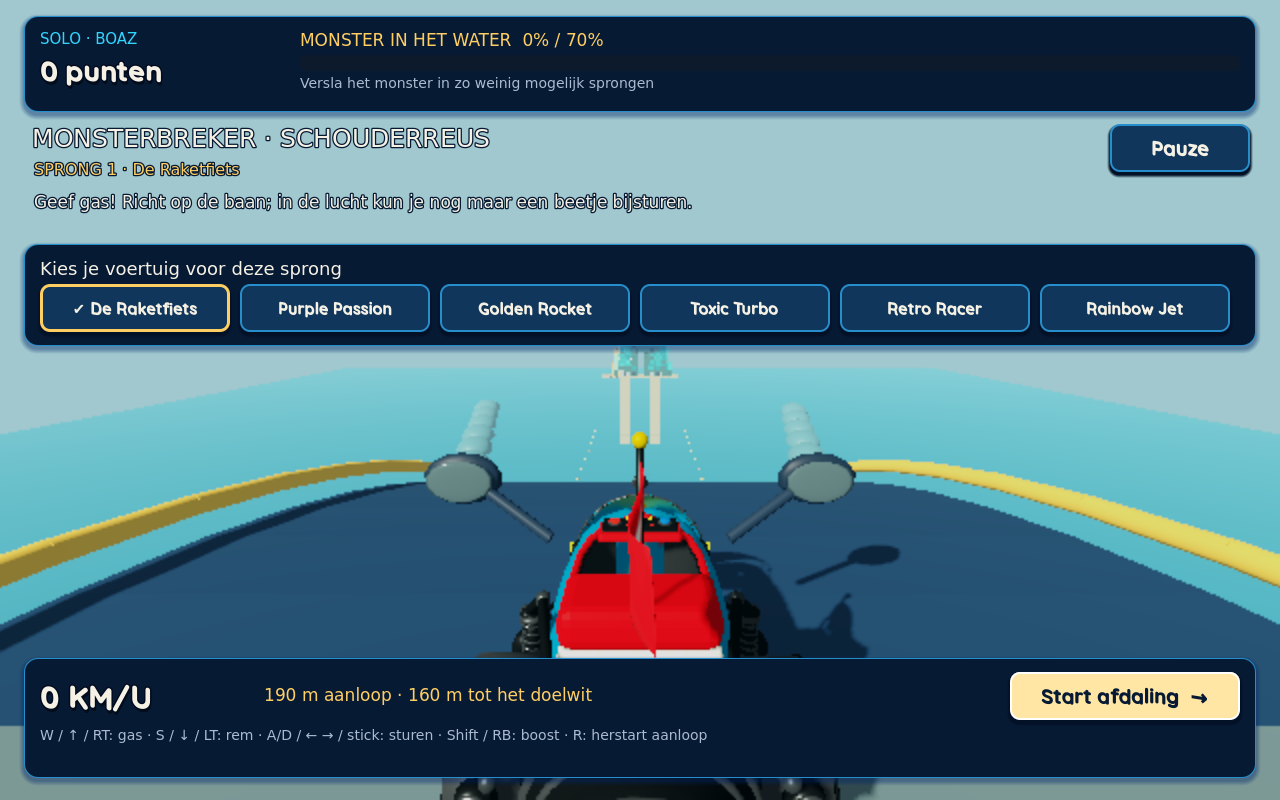 SOLO · BOAZ
0 punten
MONSTER IN HET WATER  0% / 70%
Versla het monster in zo weinig mogelijk sprongen
MONSTERBREKER · SCHOUDERREUS
SPRONG 1 · De Raketfiets
Geef gas! Richt op de baan; in de lucht kun je nog maar een beetje bijsturen.
Pauze
Kies je voertuig voor deze sprong
✓ De Raketfiets
Purple Passion
Golden Rocket
Toxic Turbo
Retro Racer
Rainbow Jet
0 KM/U
190 m aanloop · 160 m tot het doelwit
Start afdaling →
W / ↑ / RT: gas · S / ↓ / LT: rem · A/D / ← → / stick: sturen · Shift / RB: boost · R: herstart aanloop